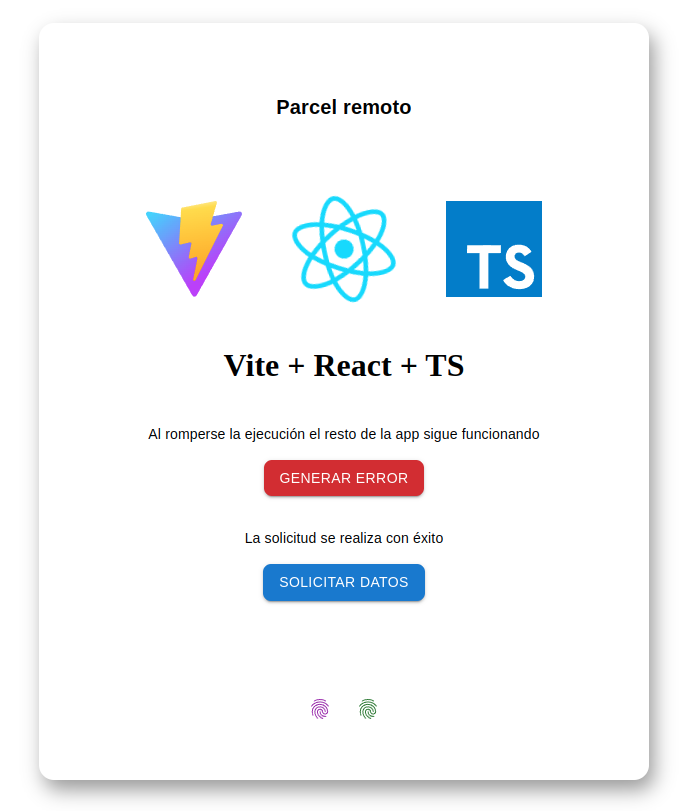 Parcel remoto
TS
Vite + React + TS
Al romperse la ejecución el resto de la app sigue funcionando
GENERAR ERROR
La solicitud se realiza con éxito
SOLICITAR DATOS